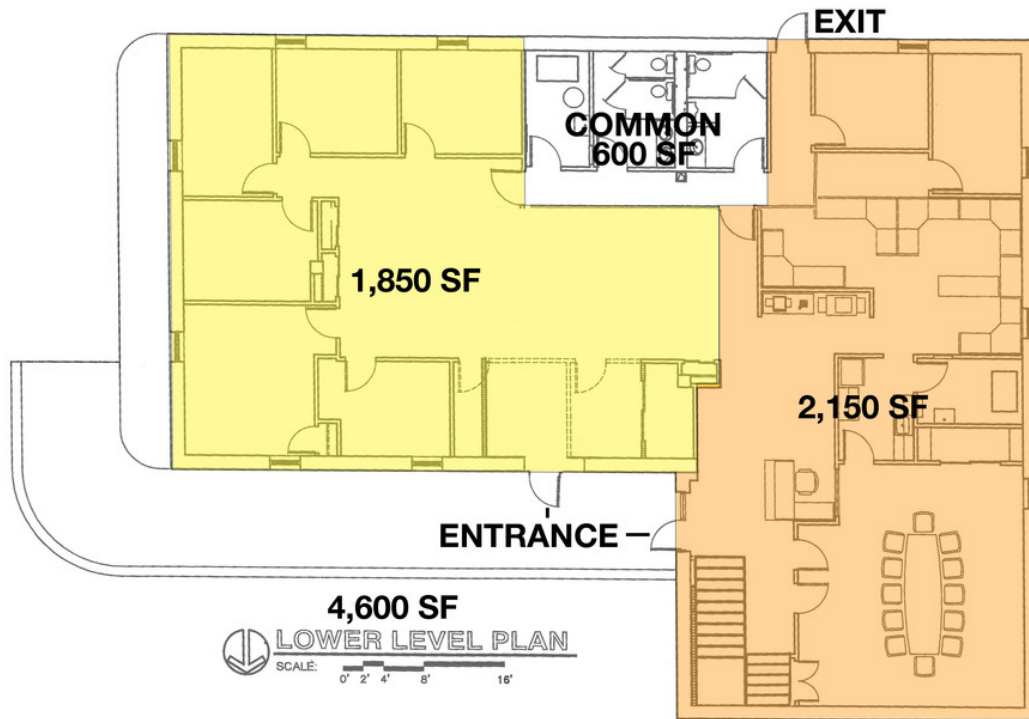 EXIT
COMMON
600 SF
1,850 SF
2,150 SF
ENTRANCE
4,600 SF
LOWER LEVEL PLAN
SCALE:
0' 2' 4' 8' 16'